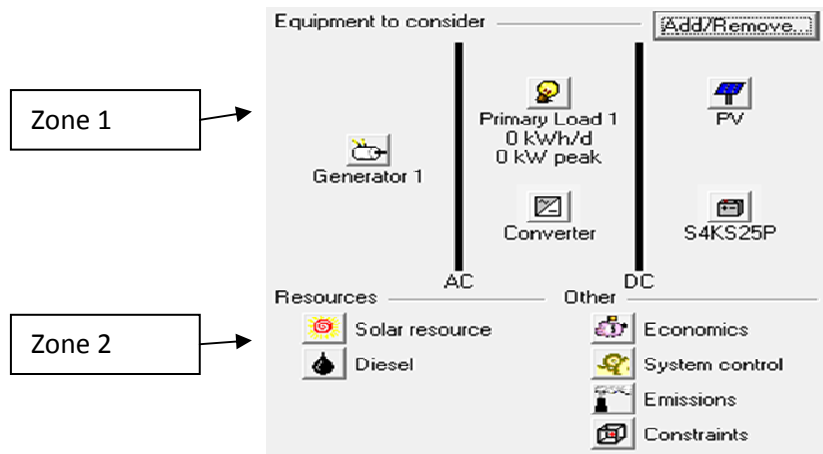 Equipment to consider
Add/Remove...
Zone 1
Primary Load 1
0 kWh/d
0 kW peak
PV
Generator 1
Converter
S4KS25P
AC
DC
Resources
Other
Zone 2
Solar resource
Economics
Diesel
System control
Emissions
Constraints